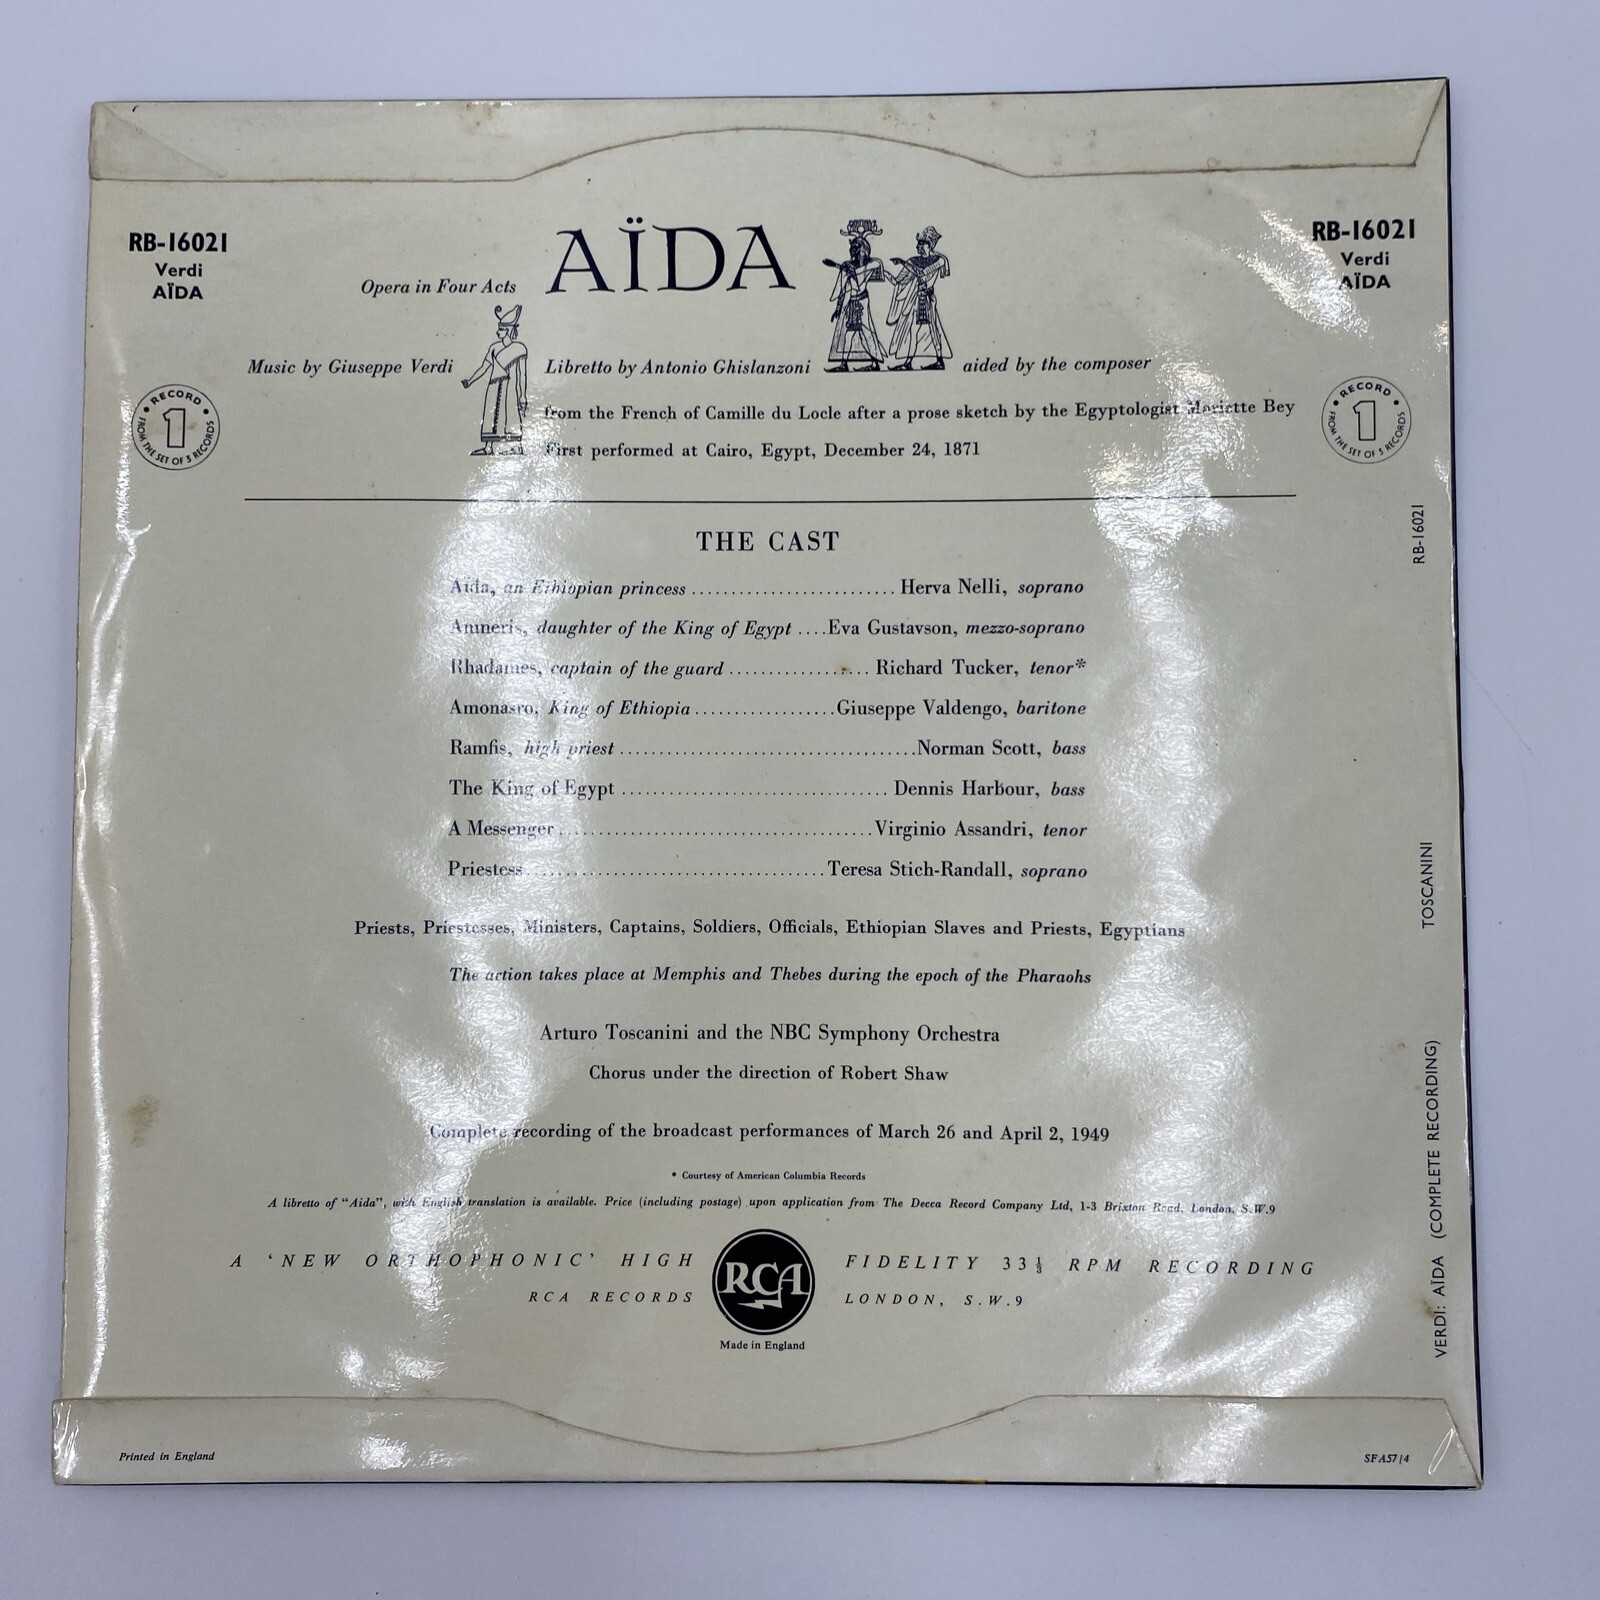 RB-16021
Verdi
AÏDA
Opera in Four Acts
AÏDA
RB-16021
Verdi
AÏDA
Music by Giuseppe Verdi
Libretto by Antonio Ghislanzoni
aided by the composer
from the French of Camille du Locle after a prose sketch by the Egyptologist Mariette Bey
First performed at Cairo, Egypt, December 24, 1871
RECORD
1
FROM THE SET OF 3 RECORDS
RECORD
1
FROM THE SET OF 3 RECORDS
THE CAST
Aïda, an Ethiopian princess .......................... Herva Nelli, soprano
Amneris, daughter of the King of Egypt ....Eva Gustavson, mezzo-soprano
Rhadames, captain of the guard .................. Richard Tucker, tenor*
Amonasro, King of Ethiopia ..................Giuseppe Valdengo, baritone
Ramfis, high priest ......................................Norman Scott, bass
The King of Egypt .................................. Dennis Harbour, bass
A Messenger ........................................Virginio Assandri, tenor
Priestess ......................................Teresa Stich-Randall, soprano
Priests, Priestesses, Ministers, Captains, Soldiers, Officials, Ethiopian Slaves and Priests, Egyptians
The action takes place at Memphis and Thebes during the epoch of the Pharaohs
Arturo Toscanini and the NBC Symphony Orchestra
Chorus under the direction of Robert Shaw
Complete recording of the broadcast performances of March 26 and April 2, 1949
* Courtesy of American Columbia Records
A libretto of "Aida", with English translation is available. Price (including postage) upon application from The Decca Record Company Ltd, 1-3 Brixton Road, London, S.W.9
A 'NEW ORTHOPHONIC' HIGH FIDELITY 33⅓ RPM RECORDING
RCA RECORDS LONDON, S.W.9
RCA
Made in England
Printed in England
SFA57/4
RB-16021
TOSCANINI
VERDI: AÏDA (COMPLETE RECORDING)